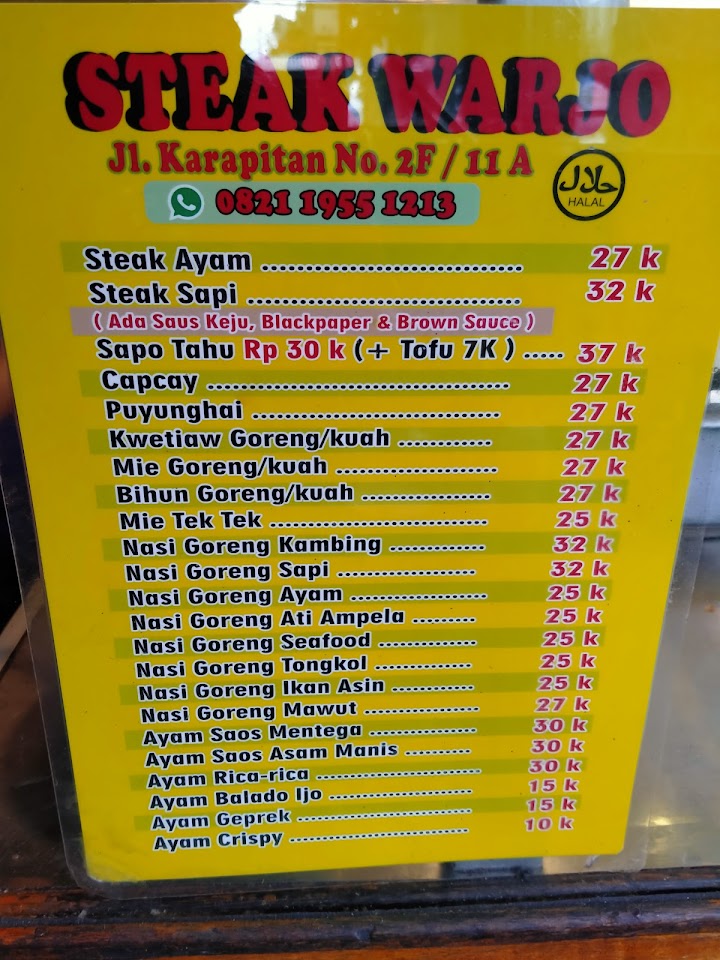 STEAK WARJO
Jl. Karapitan No. 2F / 11 A
حلال
HALAL
0821 1955 1213
Steak Ayam ............................. 27 k
Steak Sapi .............................. 32 k
( Ada Saus Keju, Blackpaper & Brown Sauce )
Sapo Tahu Rp 30 k (+ Tofu 7K ) ..... 37 k
Capcay .................................. 27 k
Puyunghai ............................ 27 k
Kwetiaw Goreng/kuah ............ 27 k
Mie Goreng/kuah .................... 27 k
Bihun Goreng/kuah ................ 27 k
Mie Tek Tek ........................... 25 k
Nasi Goreng Kambing ............ 32 k
Nasi Goreng Sapi .................. 32 k
Nasi Goreng Ayam ................. 25 k
Nasi Goreng Ati Ampela ......... 25 k
Nasi Goreng Seafood ............. 25 k
Nasi Goreng Tongkol ............. 25 k
Nasi Goreng Ikan Asin ........... 25 k
Nasi Goreng Mawut ............... 27 k
Ayam Saos Mentega ............... 30 k
Ayam Saos Asam Manis .......... 30 k
Ayam Rica-rica ........................ 30 k
Ayam Balado Ijo ..................... 15 k
Ayam Geprek .......................... 15 k
Ayam Crispy ........................... 10 k